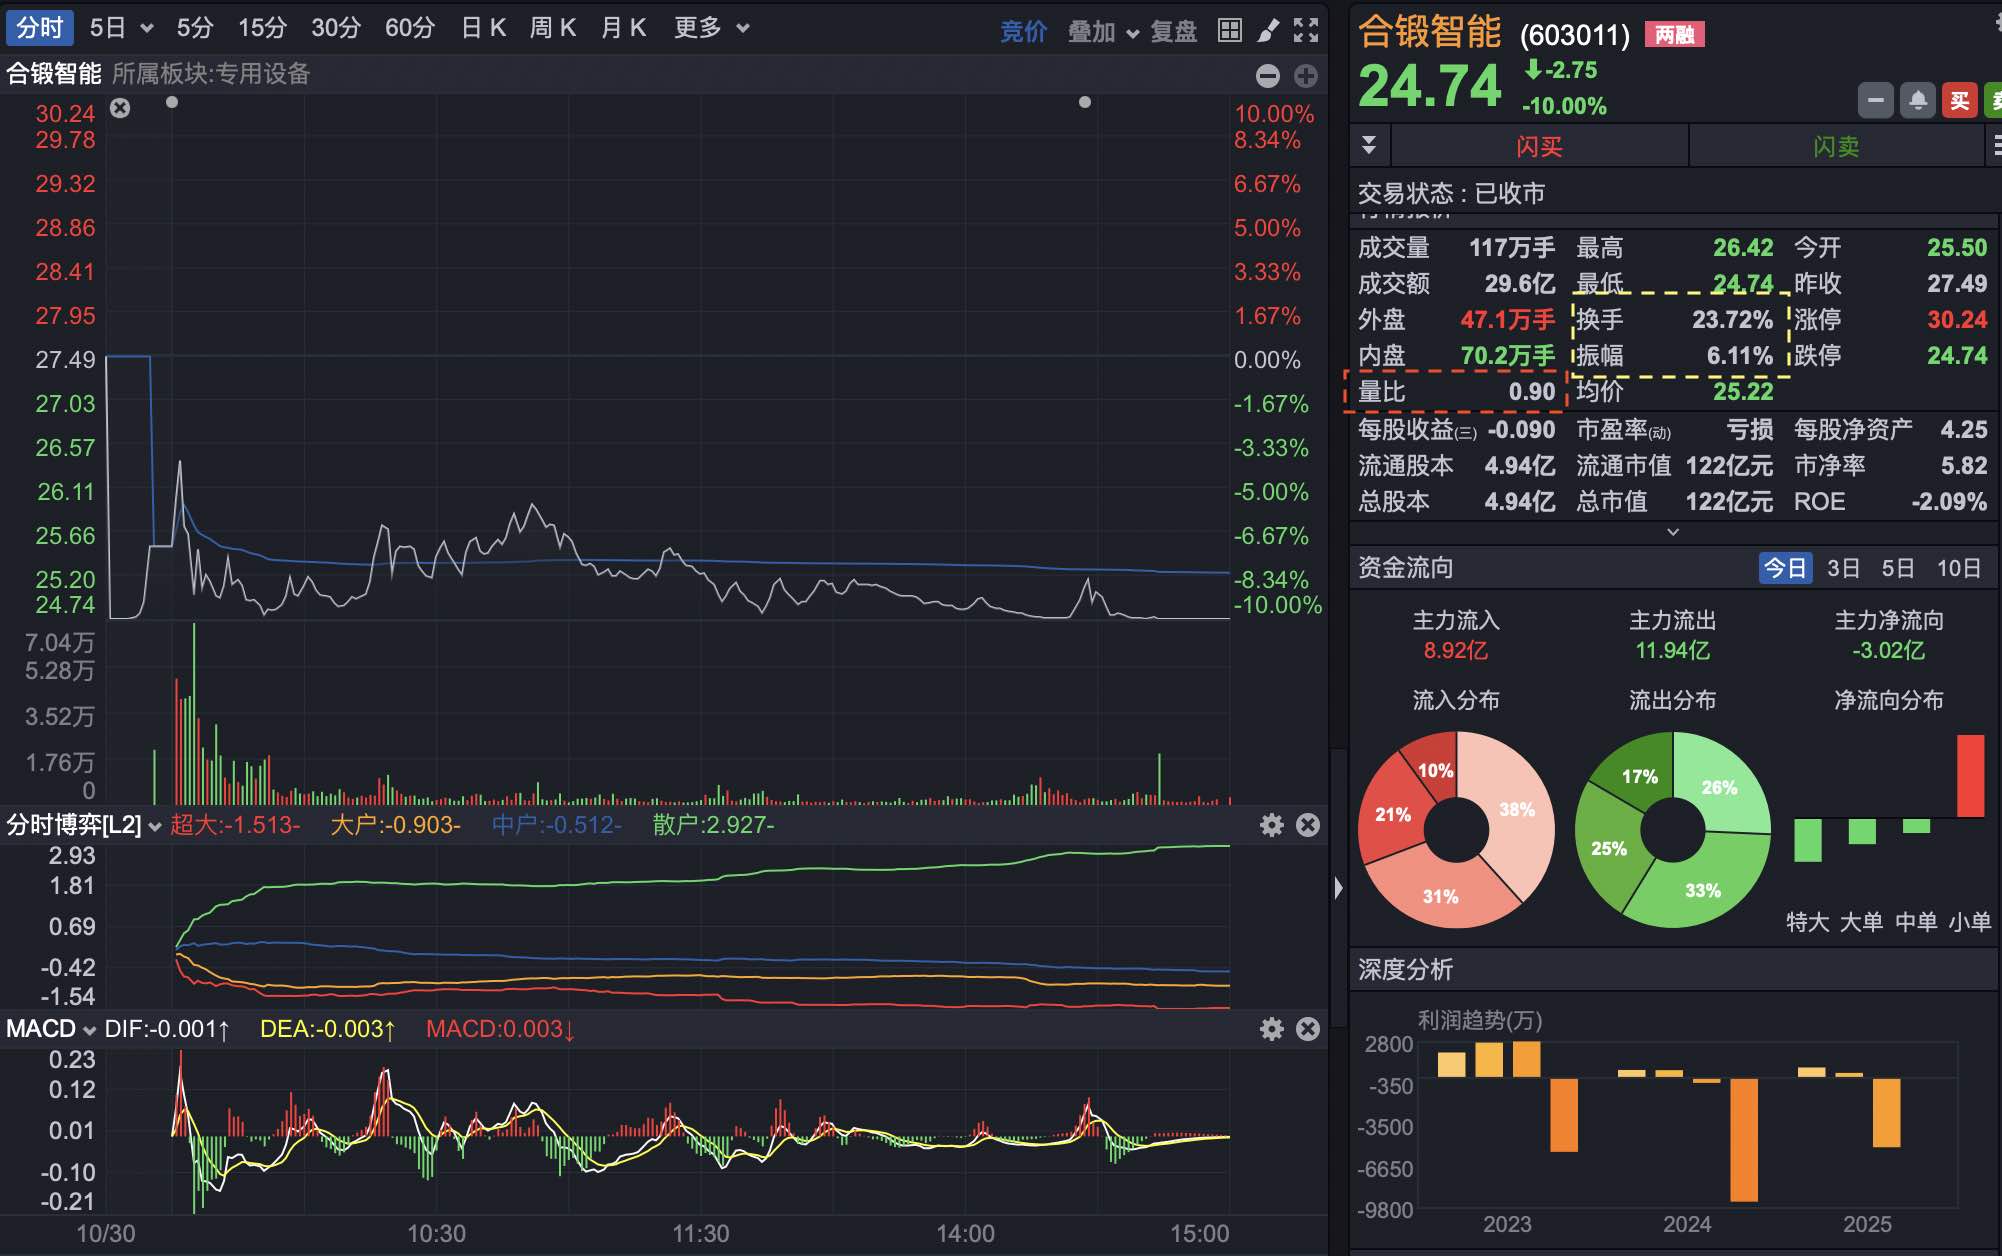 分时 5日 5分 15分 30分 60分 日K 周K 月K 更多 竞价 叠加 复盘
合锻智能 所属板块:专用设备
30.24 10.00%
29.78 8.34%
29.32 6.67%
28.86 5.00%
28.41 3.33%
27.95 1.67%
27.49 0.00%
27.03 -1.67%
26.57 -3.33%
26.11 -5.00%
25.66 -6.67%
25.20 -8.34%
24.74 -10.00%
7.04万
5.28万
3.52万
1.76万
0
分时博弈[L2] 超大:-1.513- 大户:-0.903- 中户:-0.512- 散户:2.927-
2.93
1.81
0.69
-0.42
-1.54
MACD DIF:-0.001↑ DEA:-0.003↑ MACD:0.003↓
0.23
0.12
0.01
-0.10
-0.21
10/30 10:30 11:30 14:00 15:00
合锻智能 (603011) 两融
24.74 -2.75
-10.00%
买
闪买 闪卖
交易状态 : 已收市
成交量 117万手 最高 26.42 今开 25.50
成交额 29.6亿 最低 24.74 昨收 27.49
外盘 47.1万手 换手 23.72% 涨停 30.24
内盘 70.2万手 振幅 6.11% 跌停 24.74
量比 0.90 均价 25.22
每股收益(三) -0.090 市盈率(动) 亏损 每股净资产 4.25
流通股本 4.94亿 流通市值 122亿元 市净率 5.82
总股本 4.94亿 总市值 122亿元 ROE -2.09%
资金流向 今日 3日 5日 10日
主力流入 主力流出 主力净流向
8.92亿 11.94亿 -3.02亿
流入分布 流出分布 净流向分布
10% 38% 21% 31%
17% 26% 25% 33%
特大 大单 中单 小单
深度分析
利润趋势(万)
2800
-350
-3500
-6650
-9800
2023 2024 2025